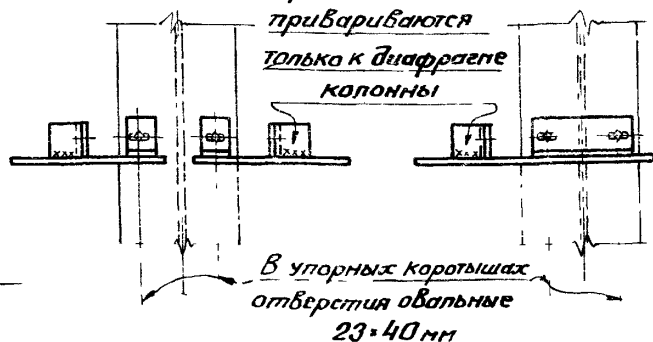 привариваются
только к диафрагме
колонны
В упорных коротышах
отверстия овальные
23×40 мм